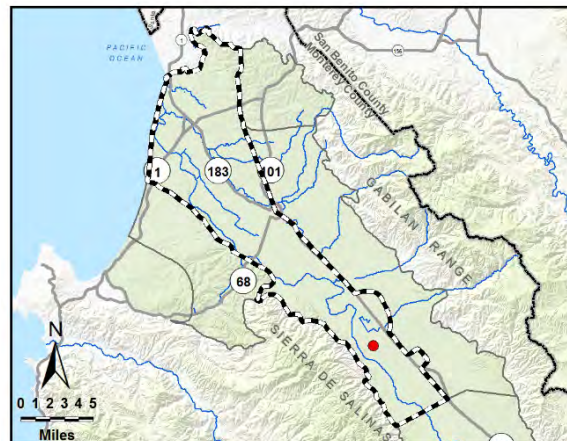 1
156
PACIFIC
OCEAN
San Benito County
Monterey County
183
101
1
GABILAN RANGE
68
SIERRA DE SALINAS
N
0 1 2 3 4 5
Miles